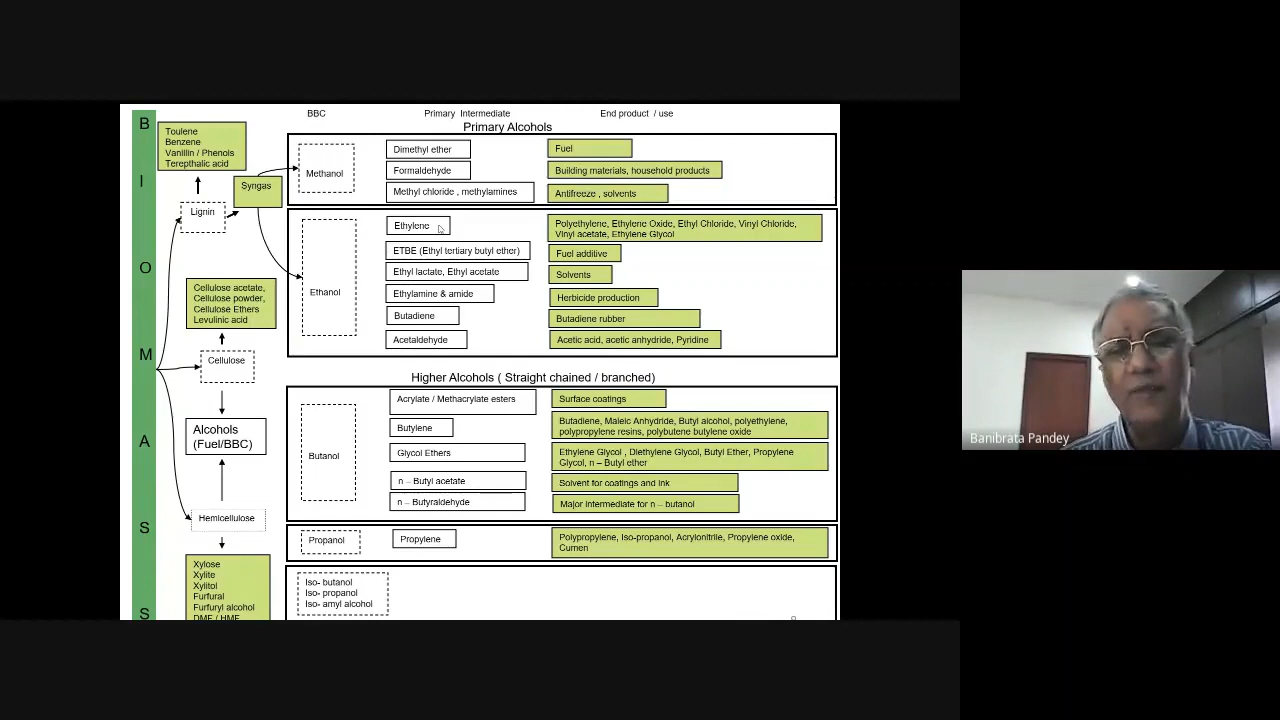 BBC
Primary Intermediate
End product / use
Primary Alcohols
B
I
O
M
A
S
S
Toulene
Benzene
Vanillin / Phenols
Terepthalic acid
Syngas
Lignin
Cellulose acetate,
Cellulose powder,
Cellulose Ethers
Levulinic acid
Cellulose
Alcohols
(Fuel/BBC)
Hemicellulose
Xylose
Xylite
Xylitol
Furfural
Furfuryl alcohol
DMF / HMF
Methanol
Dimethyl ether
Fuel
Formaldehyde
Building materials, household products
Methyl chloride , methylamines
Antifreeze , solvents
Ethanol
Ethylene
Polyethylene, Ethylene Oxide, Ethyl Chloride, Vinyl Chloride,
Vinyl acetate, Ethylene Glycol
ETBE (Ethyl tertiary butyl ether)
Fuel additive
Ethyl lactate, Ethyl acetate
Solvents
Ethylamine & amide
Herbicide production
Butadiene
Butadiene rubber
Acetaldehyde
Acetic acid, acetic anhydride, Pyridine
Higher Alcohols ( Straight chained / branched)
Butanol
Acrylate / Methacrylate esters
Surface coatings
Butylene
Butadiene, Maleic Anhydride, Butyl alcohol, polyethylene,
polypropylene resins, polybutene butylene oxide
Glycol Ethers
Ethylene Glycol , Diethylene Glycol, Butyl Ether, Propylene
Glycol, n – Butyl ether
n – Butyl acetate
Solvent for coatings and ink
n – Butyraldehyde
Major intermediate for n – butanol
Propanol
Propylene
Polypropylene, Iso-propanol, Acrylonitrile, Propylene oxide,
Cumen
Iso- butanol
Iso- propanol
Iso- amyl alcohol
Banibrata Pandey